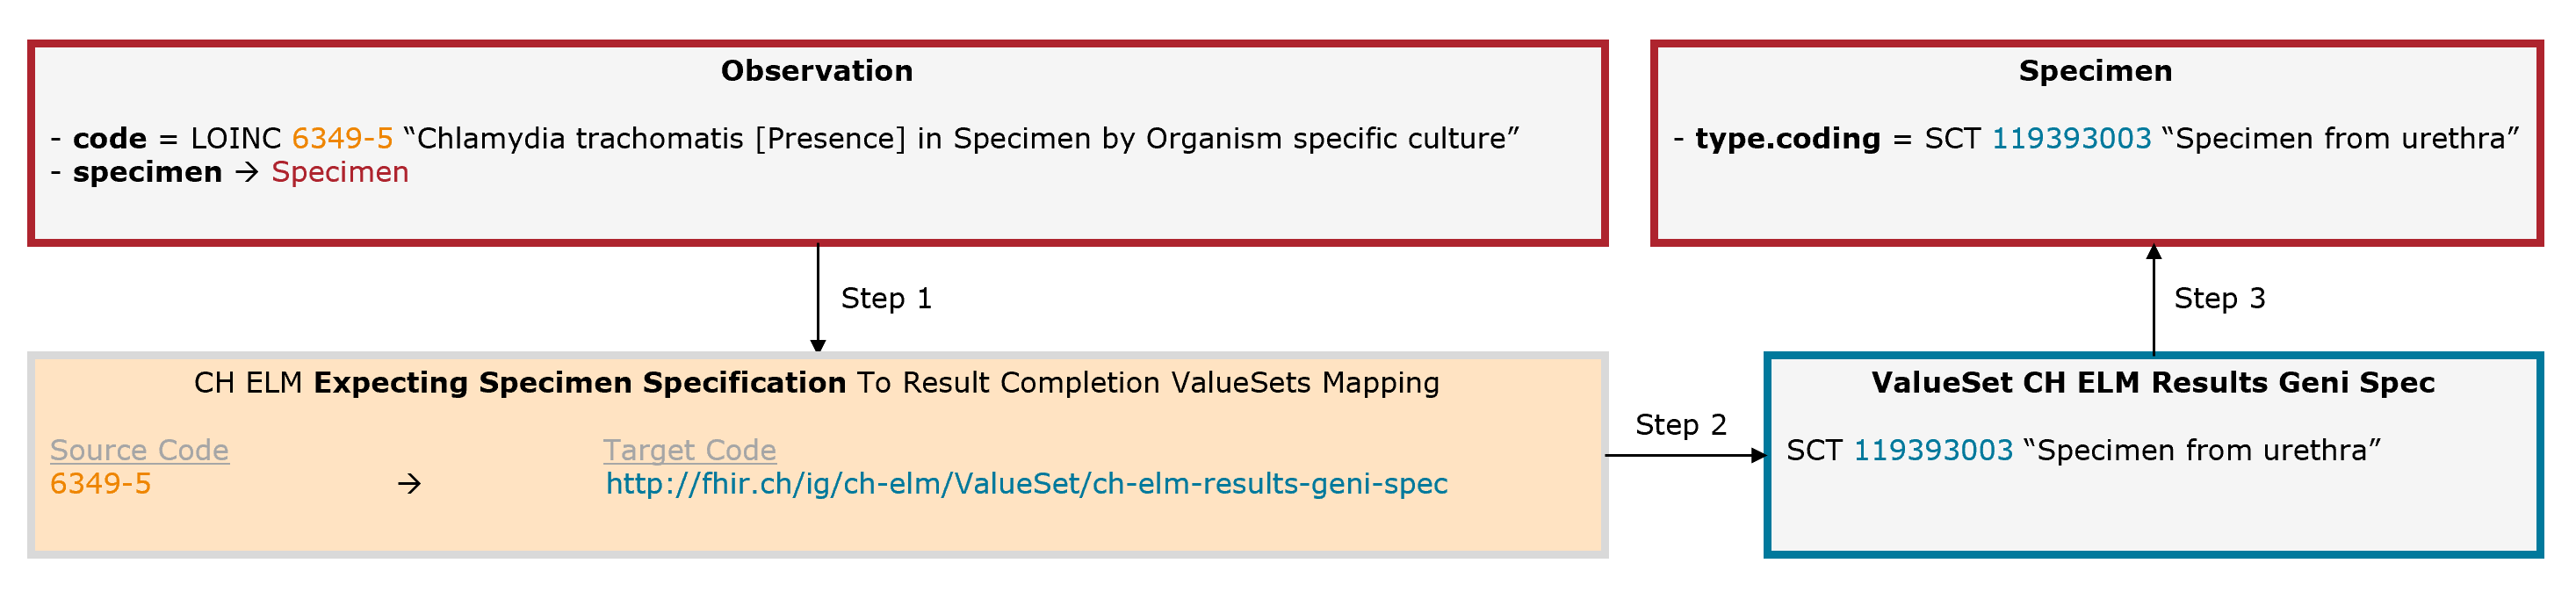 Observation
- code = LOINC 6349-5 “Chlamydia trachomatis [Presence] in Specimen by Organism specific culture”
- specimen → Specimen
Specimen
- type.coding = SCT 119393003 “Specimen from urethra”
Step 1
Step 3
CH ELM Expecting Specimen Specification To Result Completion ValueSets Mapping
Source Code Target Code
6349-5 → http://fhir.ch/ig/ch-elm/ValueSet/ch-elm-results-geni-spec
Step 2
ValueSet CH ELM Results Geni Spec
SCT 119393003 “Specimen from urethra”